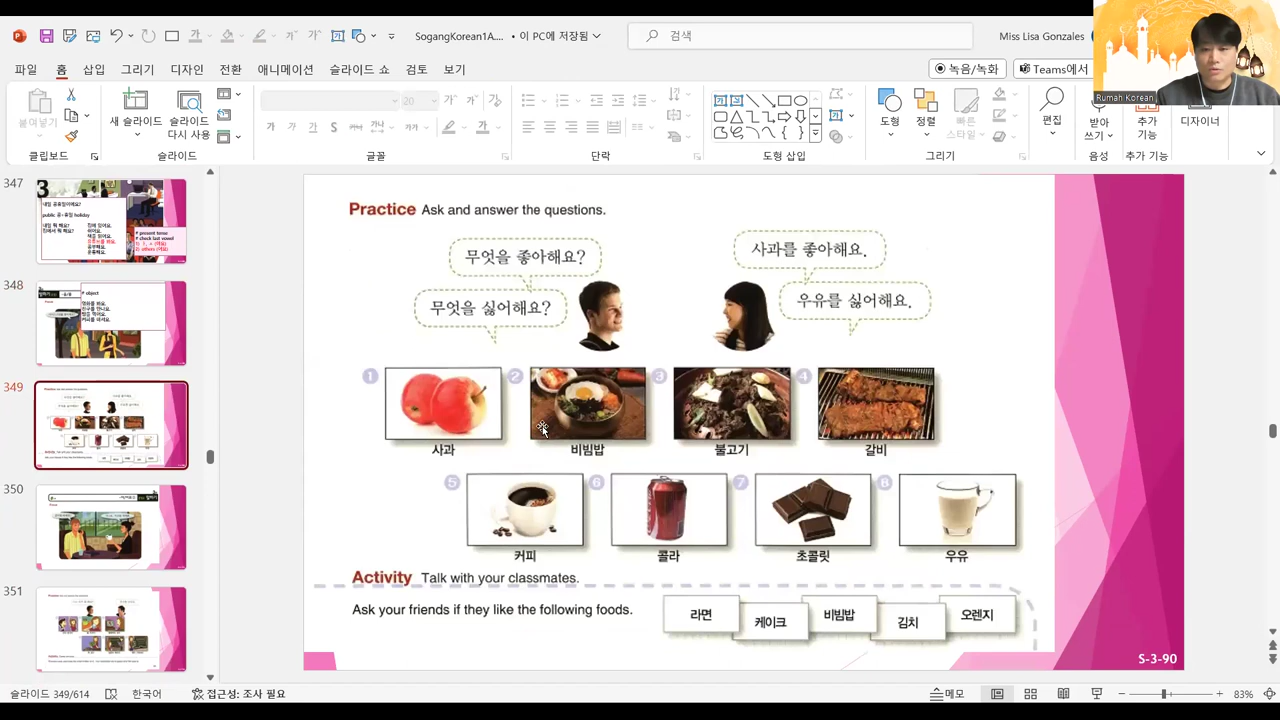 SogangKorean1A... • 이 PC에 저장됨
검색
Miss Lisa Gonzales
파일 홈 삽입 그리기 디자인 전환 애니메이션 슬라이드 쇼 검토 보기
녹음/녹화
Teams에서
Rumah Korean
붙여넣기
새 슬라이드
슬라이드 다시 사용
도형
정렬
빠른 스타일
편집
받아쓰기
추가 기능
디자이너
클립보드
슬라이드
글꼴
단락
도형 삽입
그리기
음성
추가 기능
347
348
349
350
351
Practice Ask and answer the questions.
무엇을 좋아해요?
사과를 좋아해요.
무엇을 싫어해요?
우유를 싫어해요.
1 2 3 4
사과 비빔밥 불고기 갈비
5 6 7 8
커피 콜라 초콜릿 우유
Activity Talk with your classmates.
Ask your friends if they like the following foods.
라면 케이크 비빔밥 김치 오렌지
S-3-90
슬라이드 349/614
한국어
접근성: 조사 필요
메모
83%